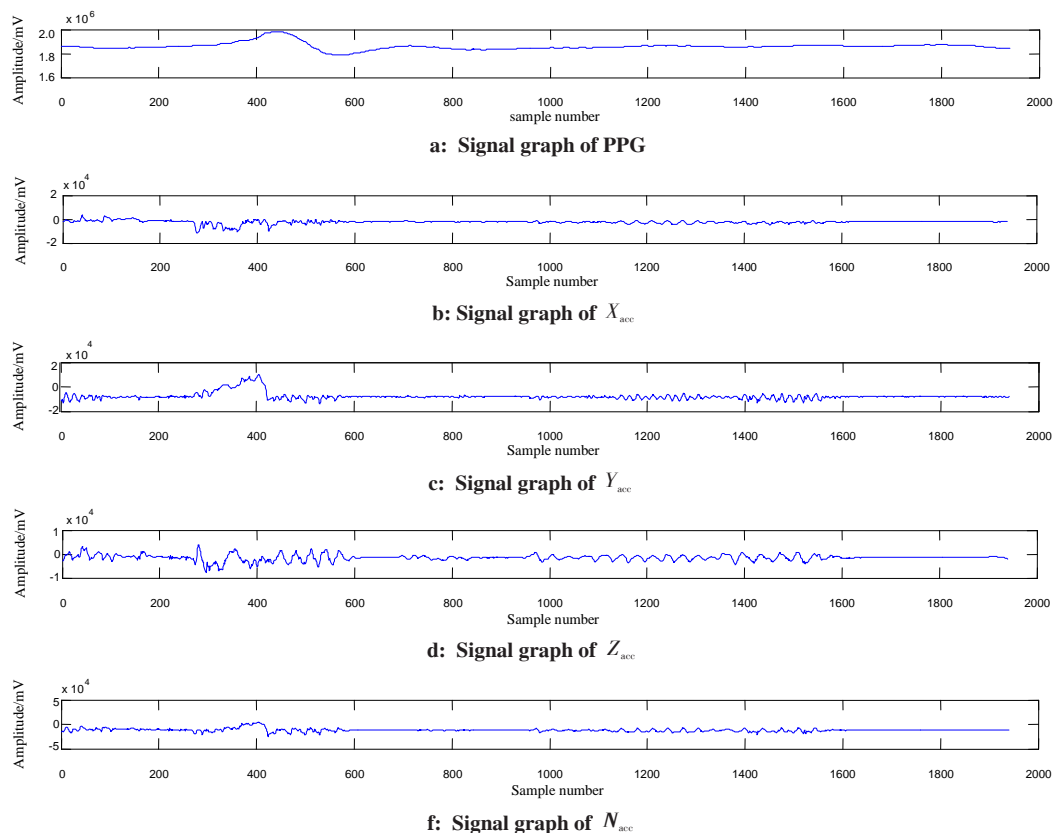 x 10^6
Amplitude/mV
2.0
1.8
1.6
0 200 400 600 800 1000 1200 1400 1600 1800 2000
sample number
a: Signal graph of PPG
x 10^4
Amplitude/mV
2
0
-2
0 200 400 600 800 1000 1200 1400 1600 1800 2000
Sample number
b: Signal graph of X_acc
x 10^4
Amplitude/mV
2
0
-2
0 200 400 600 800 1000 1200 1400 1600 1800 2000
Sample number
c: Signal graph of Y_acc
x 10^4
Amplitude/mV
1
0
-1
0 200 400 600 800 1000 1200 1400 1600 1800 2000
Sample number
d: Signal graph of Z_acc
x 10^4
Amplitude/mV
5
0
-5
0 200 400 600 800 1000 1200 1400 1600 1800 2000
Sample number
f: Signal graph of N_acc